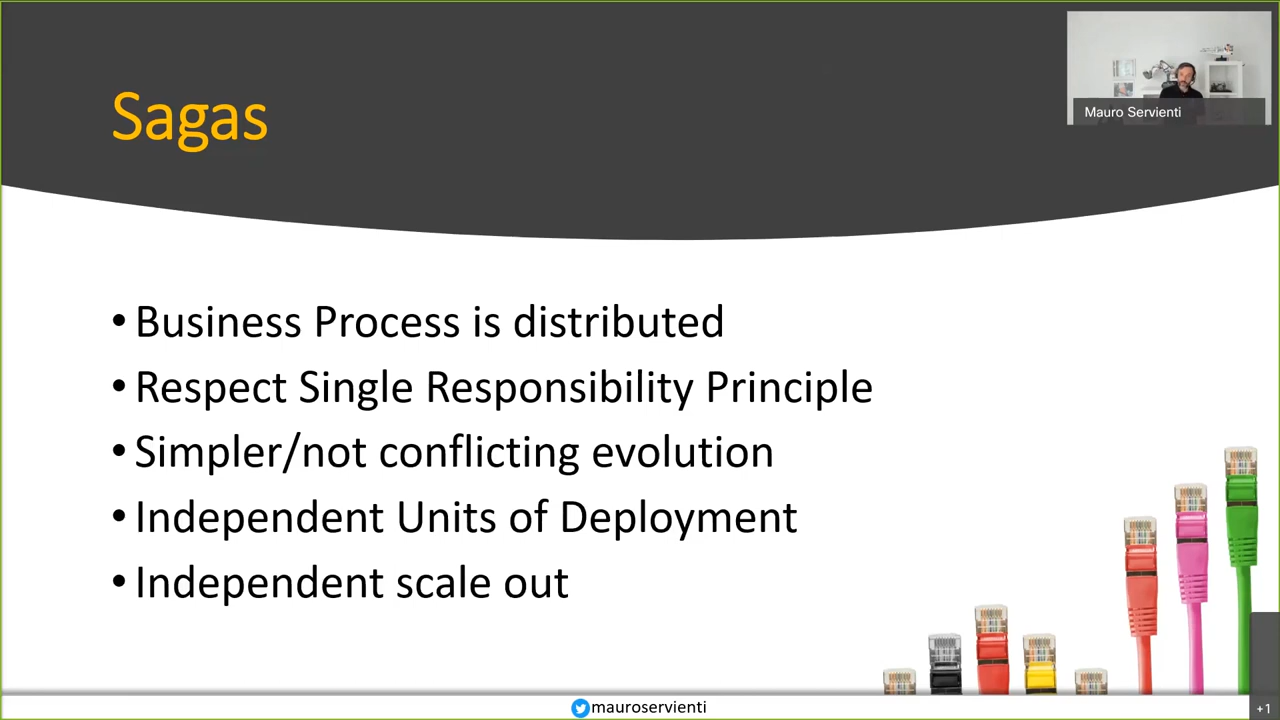 Sagas
Mauro Servienti
• Business Process is distributed
• Respect Single Responsibility Principle
• Simpler/not conflicting evolution
• Independent Units of Deployment
• Independent scale out
mauroservienti
+1